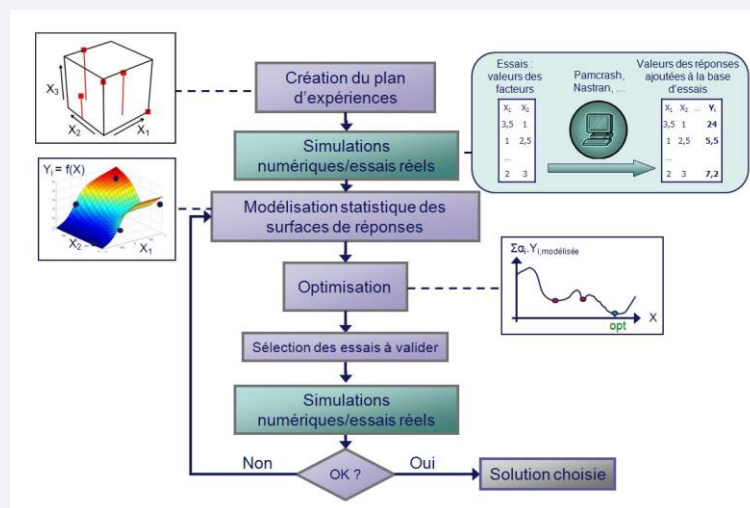 Création du plan
d'expériences
X3
X2
X1
Simulations
numériques/essais réels
Essais :
valeurs des
facteurs
X1 X2
3,5 1
1 2,5
...
2 3
Pamcrash,
Nastran, ...
Valeurs des réponses
ajoutées à la base
d'essais
X1 X2 ... Yi
3,5 1 24
1 2,5 5,5
...
2 3 7,2
Yi = f(X)
X2
X1
Modélisation statistique des
surfaces de réponses
Optimisation
Σαi.Yi,modélisée
X
opt
Sélection des essais à valider
Simulations
numériques/essais réels
Non
OK ?
Oui
Solution choisie